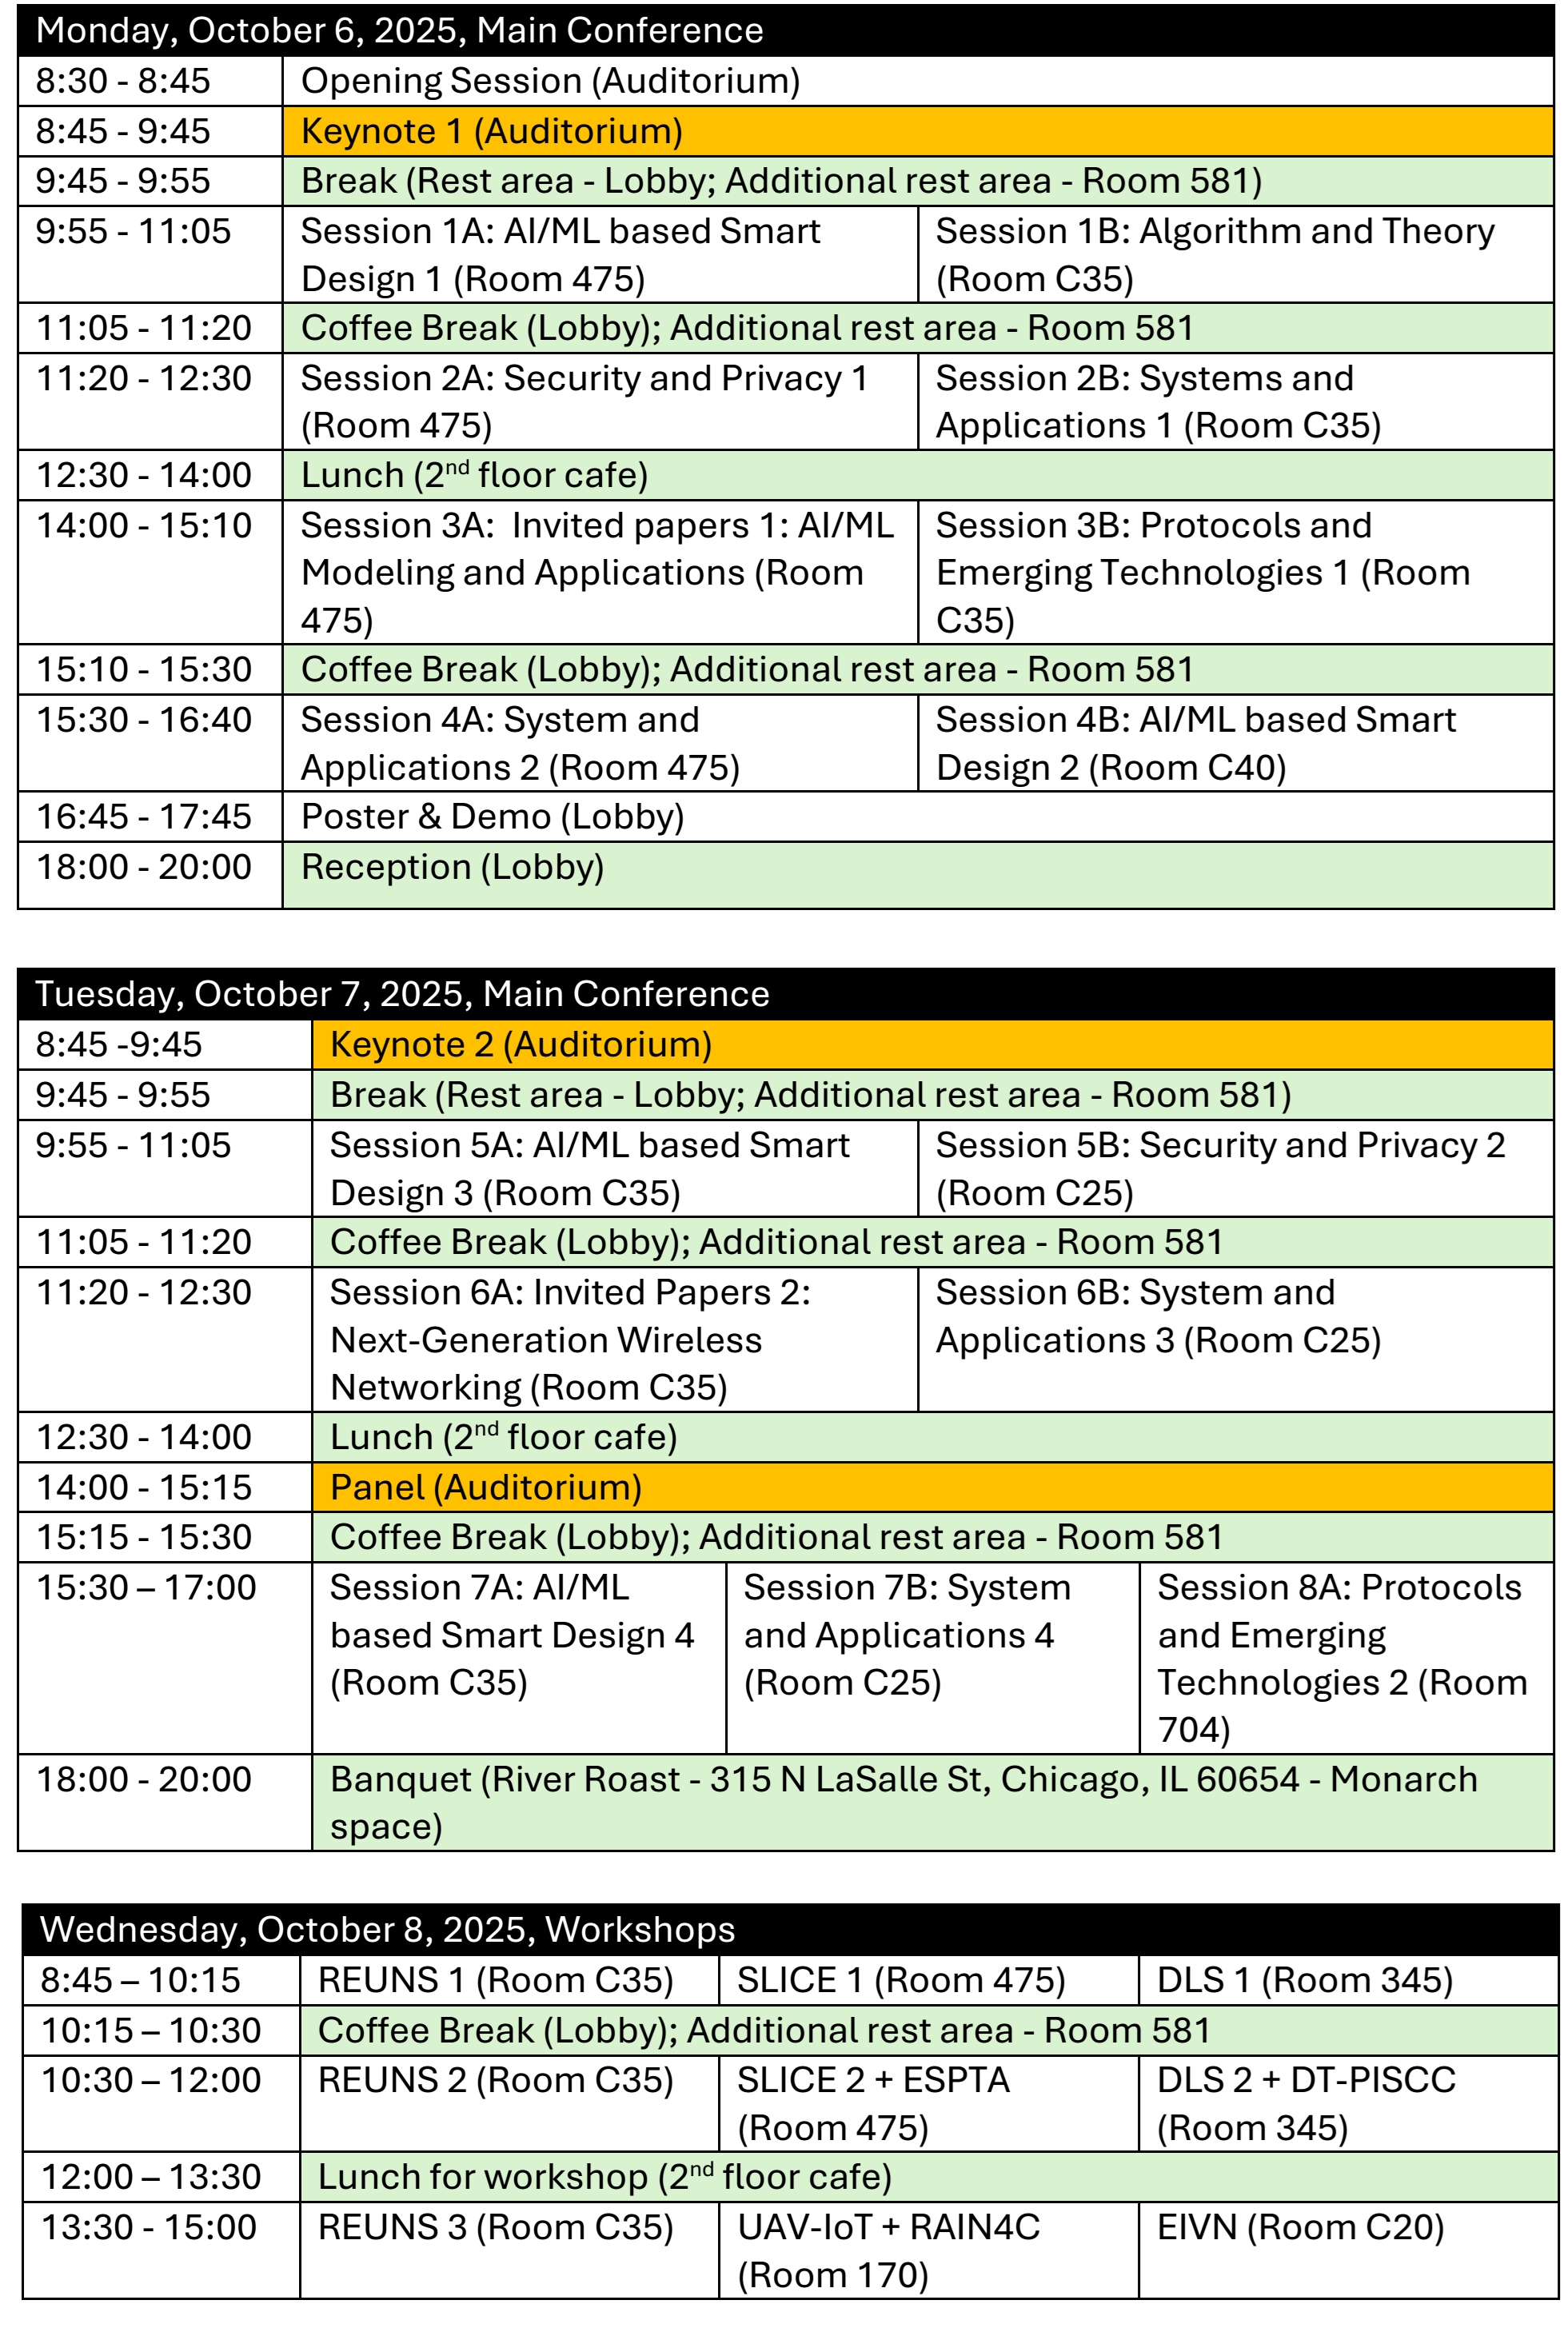 Monday, October 6, 2025, Main Conference
8:30 - 8:45
Opening Session (Auditorium)
8:45 - 9:45
Keynote 1 (Auditorium)
9:45 - 9:55
Break (Rest area - Lobby; Additional rest area - Room 581)
9:55 - 11:05
Session 1A: AI/ML based Smart
Design 1 (Room 475)
Session 1B: Algorithm and Theory
(Room C35)
11:05 - 11:20
Coffee Break (Lobby); Additional rest area - Room 581
11:20 - 12:30
Session 2A: Security and Privacy 1
(Room 475)
Session 2B: Systems and
Applications 1 (Room C35)
12:30 - 14:00
Lunch (2nd floor cafe)
14:00 - 15:10
Session 3A:  Invited papers 1: AI/ML
Modeling and Applications (Room
475)
Session 3B: Protocols and
Emerging Technologies 1 (Room
C35)
15:10 - 15:30
Coffee Break (Lobby); Additional rest area - Room 581
15:30 - 16:40
Session 4A: System and
Applications 2 (Room 475)
Session 4B: AI/ML based Smart
Design 2 (Room C40)
16:45 - 17:45
Poster & Demo (Lobby)
18:00 - 20:00
Reception (Lobby)
Tuesday, October 7, 2025, Main Conference
8:45 -9:45
Keynote 2 (Auditorium)
9:45 - 9:55
Break (Rest area - Lobby; Additional rest area - Room 581)
9:55 - 11:05
Session 5A: AI/ML based Smart
Design 3 (Room C35)
Session 5B: Security and Privacy 2
(Room C25)
11:05 - 11:20
Coffee Break (Lobby); Additional rest area - Room 581
11:20 - 12:30
Session 6A: Invited Papers 2:
Next-Generation Wireless
Networking (Room C35)
Session 6B: System and
Applications 3 (Room C25)
12:30 - 14:00
Lunch (2nd floor cafe)
14:00 - 15:15
Panel (Auditorium)
15:15 - 15:30
Coffee Break (Lobby); Additional rest area - Room 581
15:30 – 17:00
Session 7A: AI/ML
based Smart Design 4
(Room C35)
Session 7B: System
and Applications 4
(Room C25)
Session 8A: Protocols
and Emerging
Technologies 2 (Room
704)
18:00 - 20:00
Banquet (River Roast - 315 N LaSalle St, Chicago, IL 60654 - Monarch
space)
Wednesday, October 8, 2025, Workshops
8:45 – 10:15
REUNS 1 (Room C35)
SLICE 1 (Room 475)
DLS 1 (Room 345)
10:15 – 10:30
Coffee Break (Lobby); Additional rest area - Room 581
10:30 – 12:00
REUNS 2 (Room C35)
SLICE 2 + ESPTA
(Room 475)
DLS 2 + DT-PISCC
(Room 345)
12:00 – 13:30
Lunch for workshop (2nd floor cafe)
13:30 - 15:00
REUNS 3 (Room C35)
UAV-IoT + RAIN4C
(Room 170)
EIVN (Room C20)